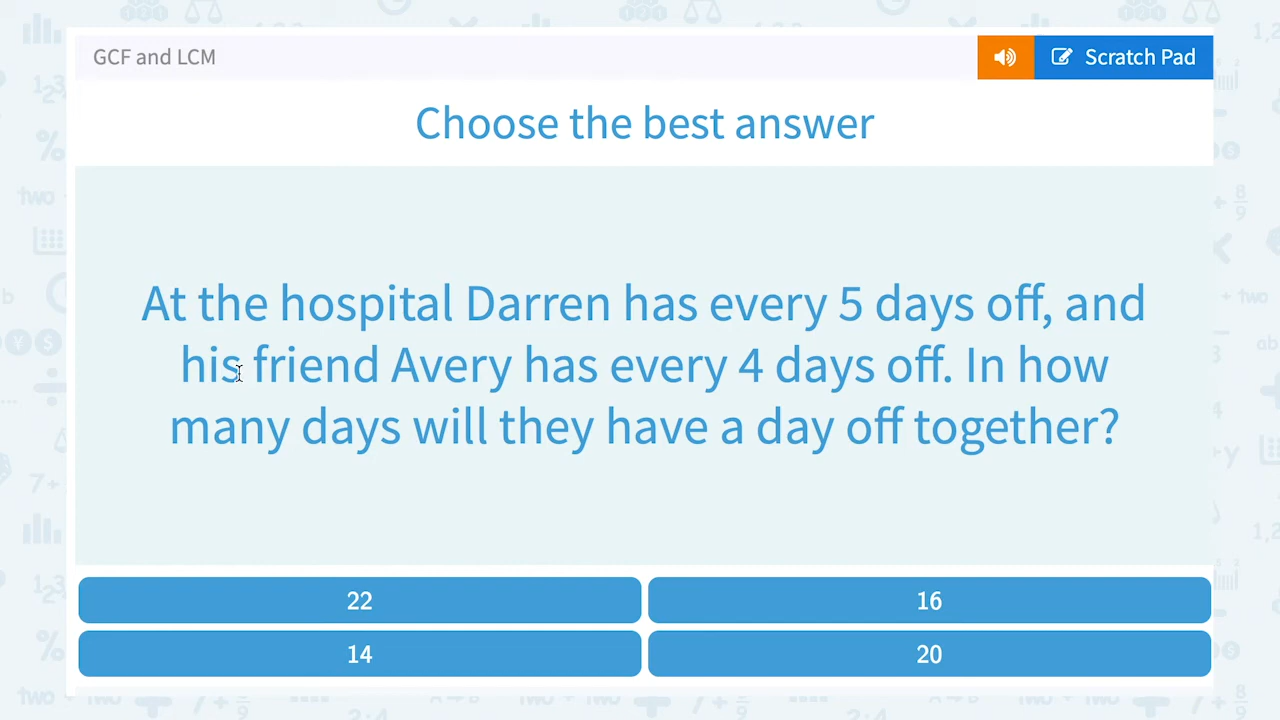 GCF and LCM
Scratch Pad
Choose the best answer
At the hospital Darren has every 5 days off, and
his friend Avery has every 4 days off. In how
many days will they have a day off together?
22
16
14
20